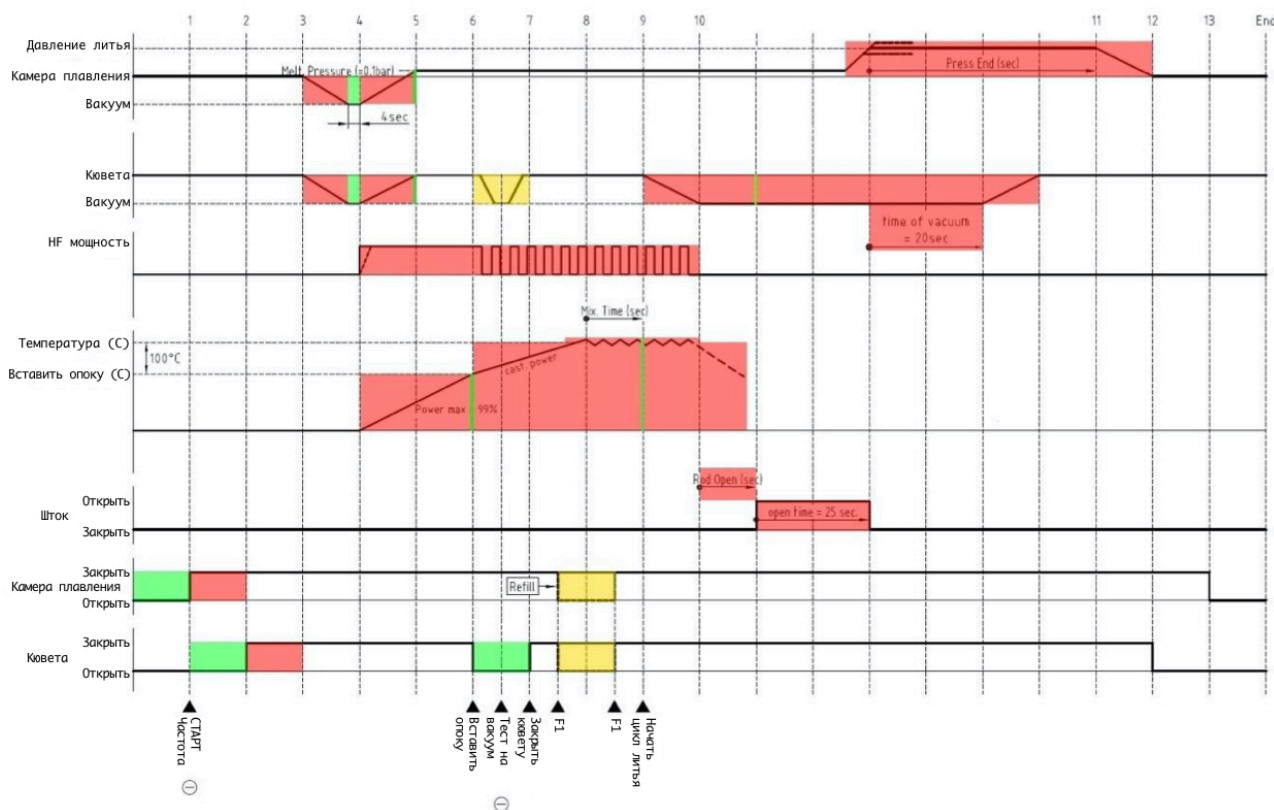 1 2 3 4 5 6 7 8 9 10 11 12 13 End
Давление литья
Камера плавления
Вакуум
Melt Pressure (=0.1bar)
4sec
Press End (sec)
Кювета
Вакуум
time of vacuum
= 20sec
HF мощность
Mix. Time (sec)
Температура (C)
100°C
Вставить опоку (C)
cast power
Power max 99%
Rod Open (sec)
Открыть
Шток
Закрыть
open time = 25 sec.
Закрыть
Камера плавления
Открыть
Refill
Закрыть
Кювета
Открыть
СТАРТ
Частота
Вставить
опоку
Тест на
вакуум
Закрыть
кювету
F1
F1
Начать
цикл литья